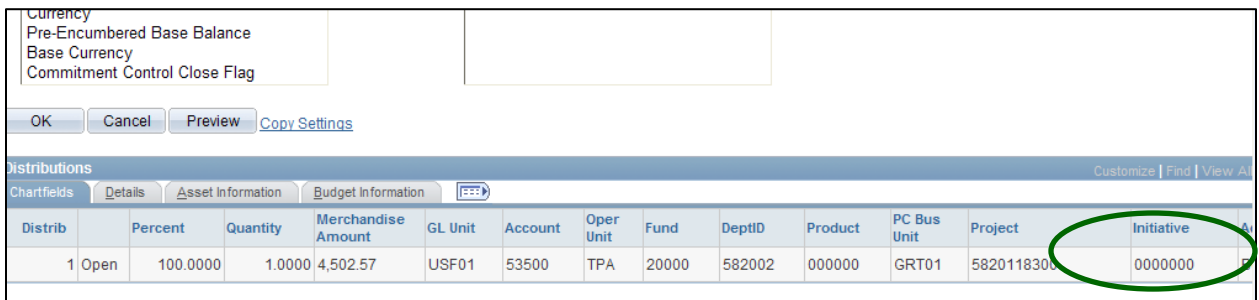 Currency
Pre-Encumbered Base Balance
Base Currency
Commitment Control Close Flag
OK Cancel Preview Copy Settings
Distributions Customize | Find | View All
Chartfields Details Asset Information Budget Information
Distrib Percent Quantity Merchandise Amount GL Unit Account Oper Unit Fund DeptID Product PC Bus Unit Project Initiative
1 Open 100.0000 1.0000 4,502.57 USF01 53500 TPA 20000 582002 000000 GRT01 5820118300 0000000